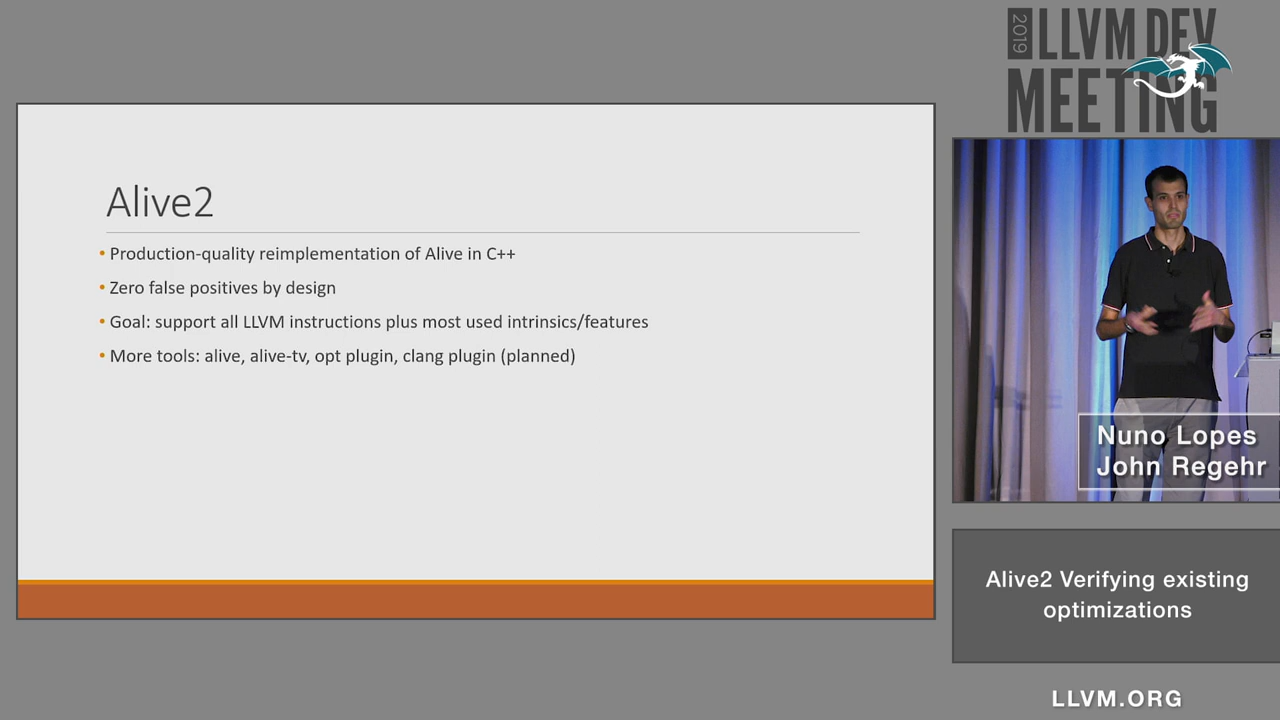 2019
LLVM DEV
MEETING
Alive2
• Production-quality reimplementation of Alive in C++
• Zero false positives by design
• Goal: support all LLVM instructions plus most used intrinsics/features
• More tools: alive, alive-tv, opt plugin, clang plugin (planned)
Nuno Lopes
John Regehr
Alive2 Verifying existing
optimizations
LLVM.ORG